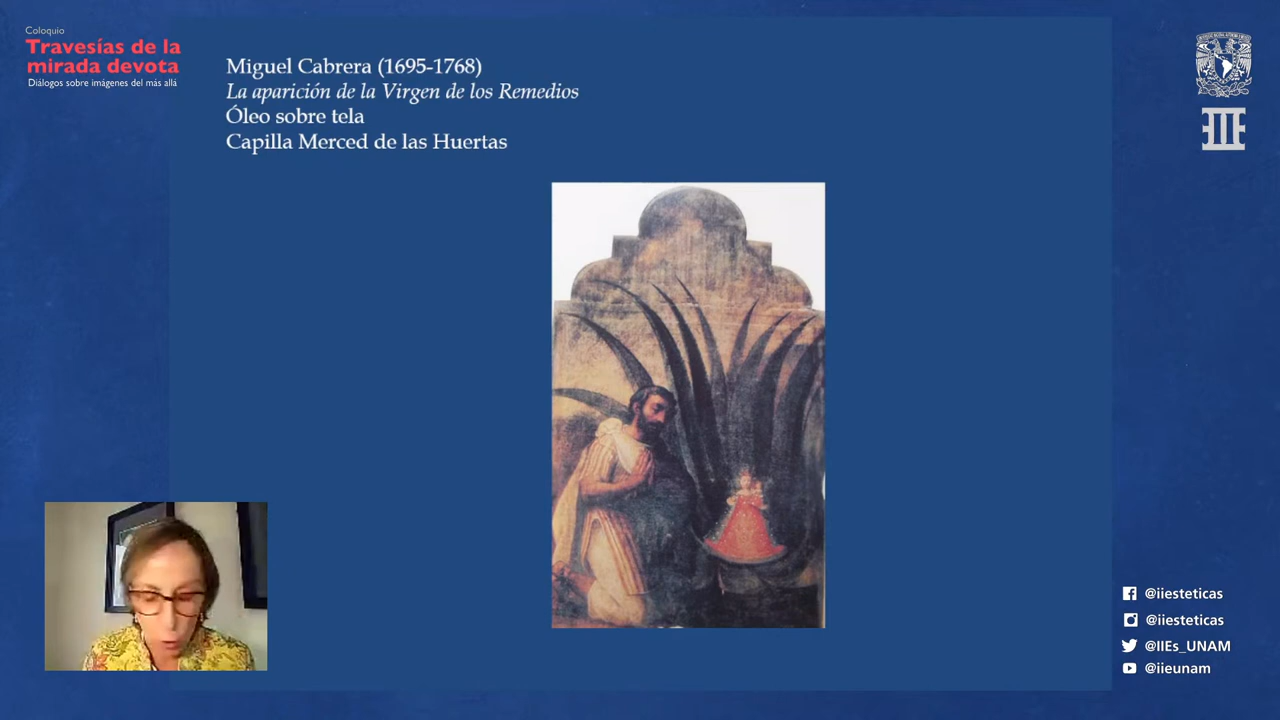 Coloquio
Travesías de la
mirada devota
Diálogos sobre imágenes del más allá
Miguel Cabrera (1695-1768)
La aparición de la Virgen de los Remedios
Óleo sobre tela
Capilla Merced de las Huertas
@iiesteticas
@iiesteticas
@IIEs_UNAM
@iieunam